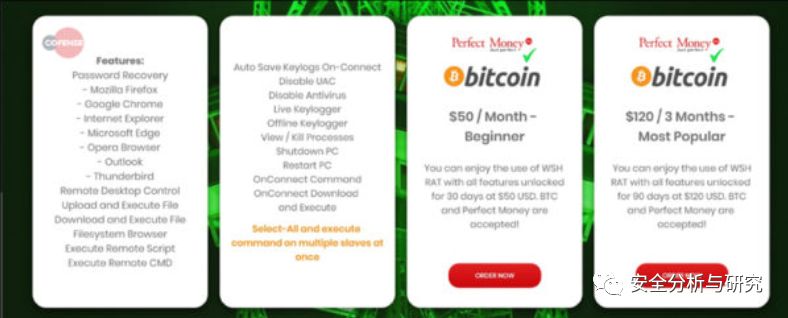 COFENSE
Features:
Password Recovery
- Mozilla Firefox
- Google Chrome
- Internet Explorer
- Microsoft Edge
- Opera Browser
- Outlook
- Thunderbird
Remote Desktop Control
Upload and Execute File
Download and Execute File
Filesystem Browser
Execute Remote Script
Execute Remote CMD
Auto Save Keylogs On-Connect
Disable UAC
Disable Antivirus
Live Keylogger
Offline Keylogger
View / Kill Processes
Shutdown PC
Restart PC
OnConnect Command
OnConnect Download
and Execute
Select-All and execute
command on multiple slaves at
once
Perfect Money
Just perfect
bitcoin
$50 / Month -
Beginner
You can enjoy the use of WSH
RAT with all features unlocked
for 30 days at $50 USD. BTC
and Perfect Money are
accepted!
ORDER NOW
Perfect Money
Just perfect
bitcoin
$120 / 3 Months -
Most Popular
You can enjoy the use of WSH
RAT with all features unlocked
for 90 days at $120 USD. BTC
and Perfect Money are
accepted!
ORDER NOW
安全分析与研究